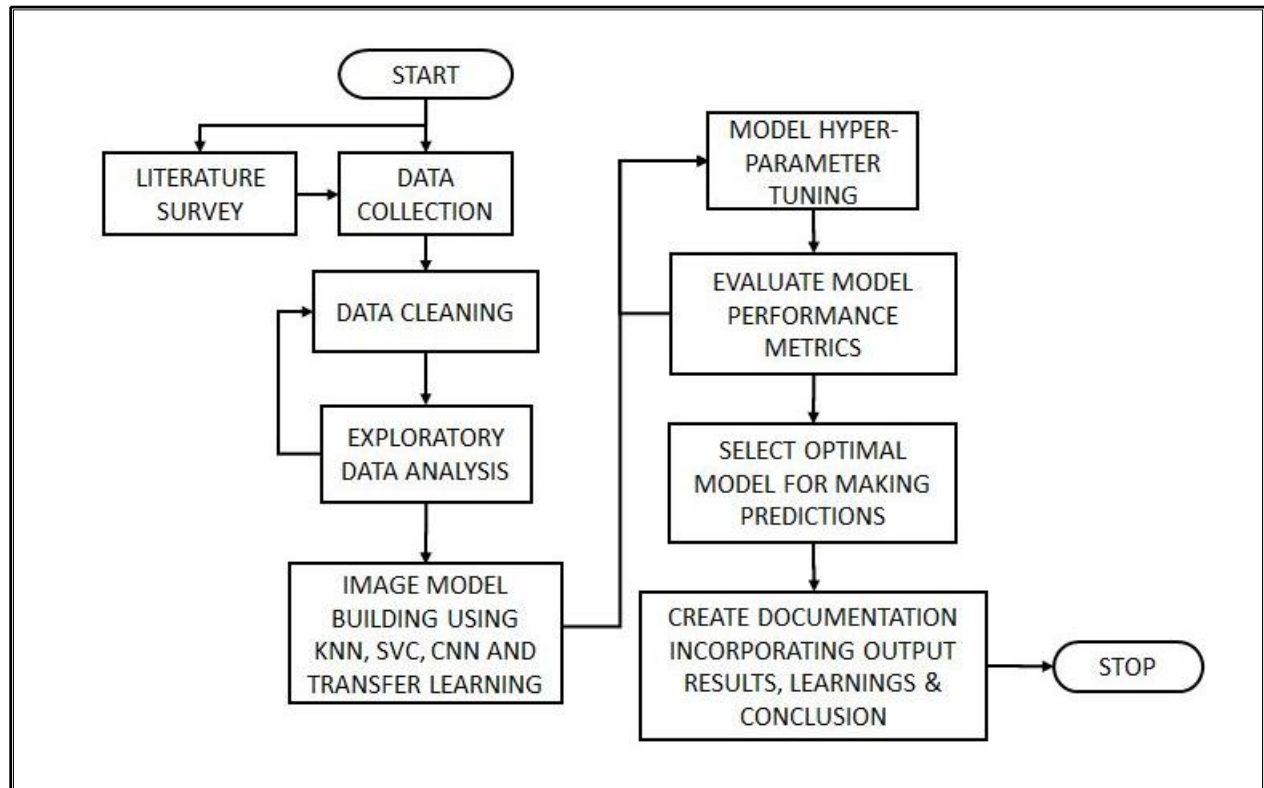 START
LITERATURE
SURVEY
DATA
COLLECTION
DATA CLEANING
EXPLORATORY
DATA ANALYSIS
IMAGE MODEL
BUILDING USING
KNN, SVC, CNN AND
TRANSFER LEARNING
MODEL HYPER-
PARAMETER
TUNING
EVALUATE MODEL
PERFORMANCE
METRICS
SELECT OPTIMAL
MODEL FOR MAKING
PREDICTIONS
CREATE DOCUMENTATION
INCORPORATING OUTPUT
RESULTS, LEARNINGS &
CONCLUSION
STOP